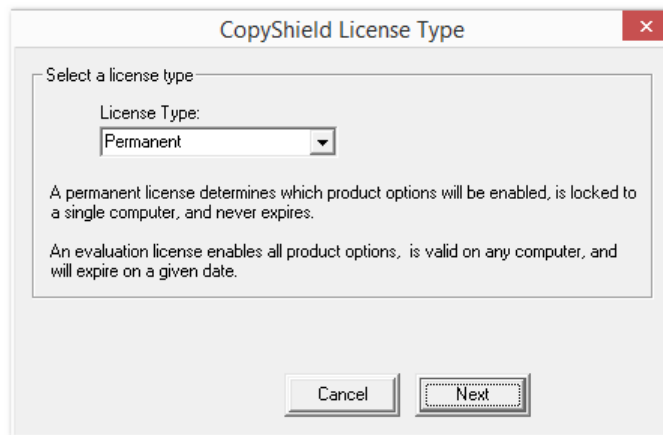 CopyShield License Type
Select a license type
License Type:
Permanent
A permanent license determines which product options will be enabled, is locked to
a single computer, and never expires.
An evaluation license enables all product options,  is valid on any computer, and
will expire on a given date.
Cancel
Next